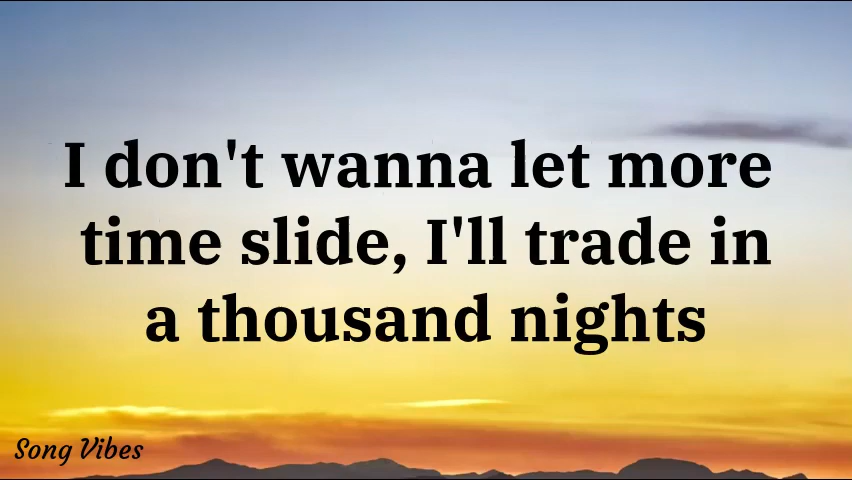 I don't wanna let more
time slide, I'll trade in
a thousand nights
Song Vibes